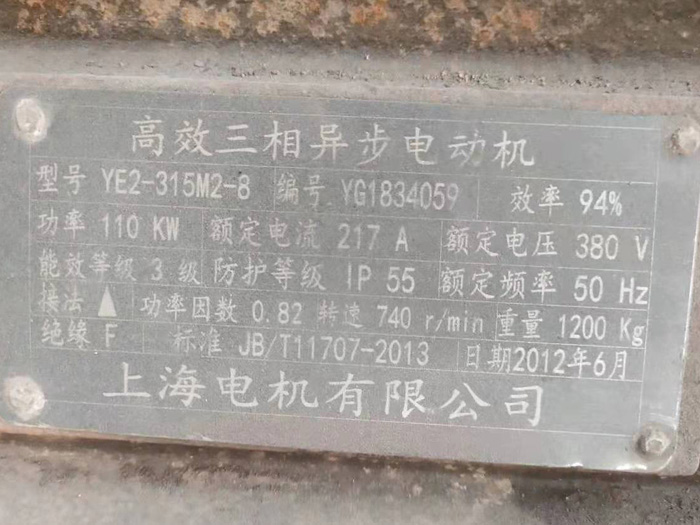 高效三相异步电动机
型号 YE2-315M2-8 编号 YG1834059 效率 94%
功率 110 KW 额定电流 217 A 额定电压 380 V
能效等级 3 级 防护等级 IP 55 额定频率 50 Hz
接法 ▲ 功率因数 0.82 转速 740 r/min 重量 1200 Kg
绝缘 F 标准 JB/T11707-2013 日期2012年6月
上海电机有限公司